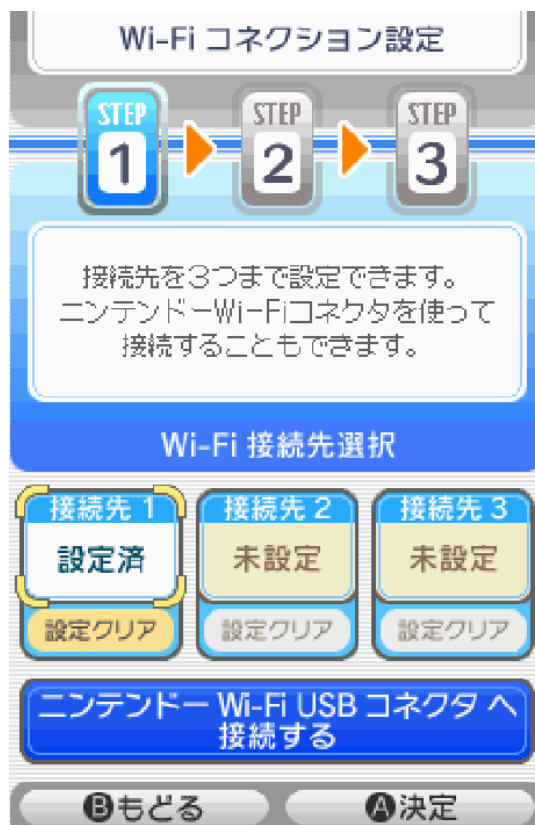 Wi-Fi コネクション設定
STEP 1
STEP 2
STEP 3
接続先を3つまで設定できます。
ニンテンドーWi-Fiコネクタを使って
接続することもできます。
Wi-Fi 接続先選択
接続先 1
接続先 2
接続先 3
設定済
未設定
未設定
設定クリア
設定クリア
設定クリア
ニンテンドー Wi-Fi USB コネクタ へ
接続する
Bもどる
A決定